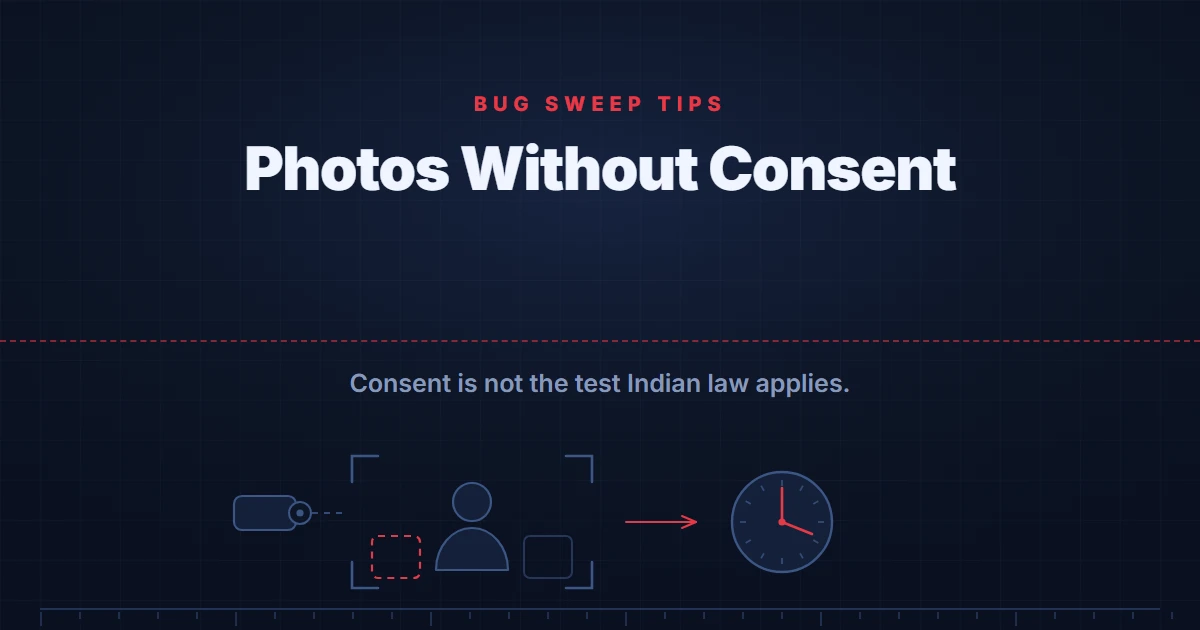 BUG SWEEP TIPS
Photos Without Consent
Consent is not the test Indian law applies.